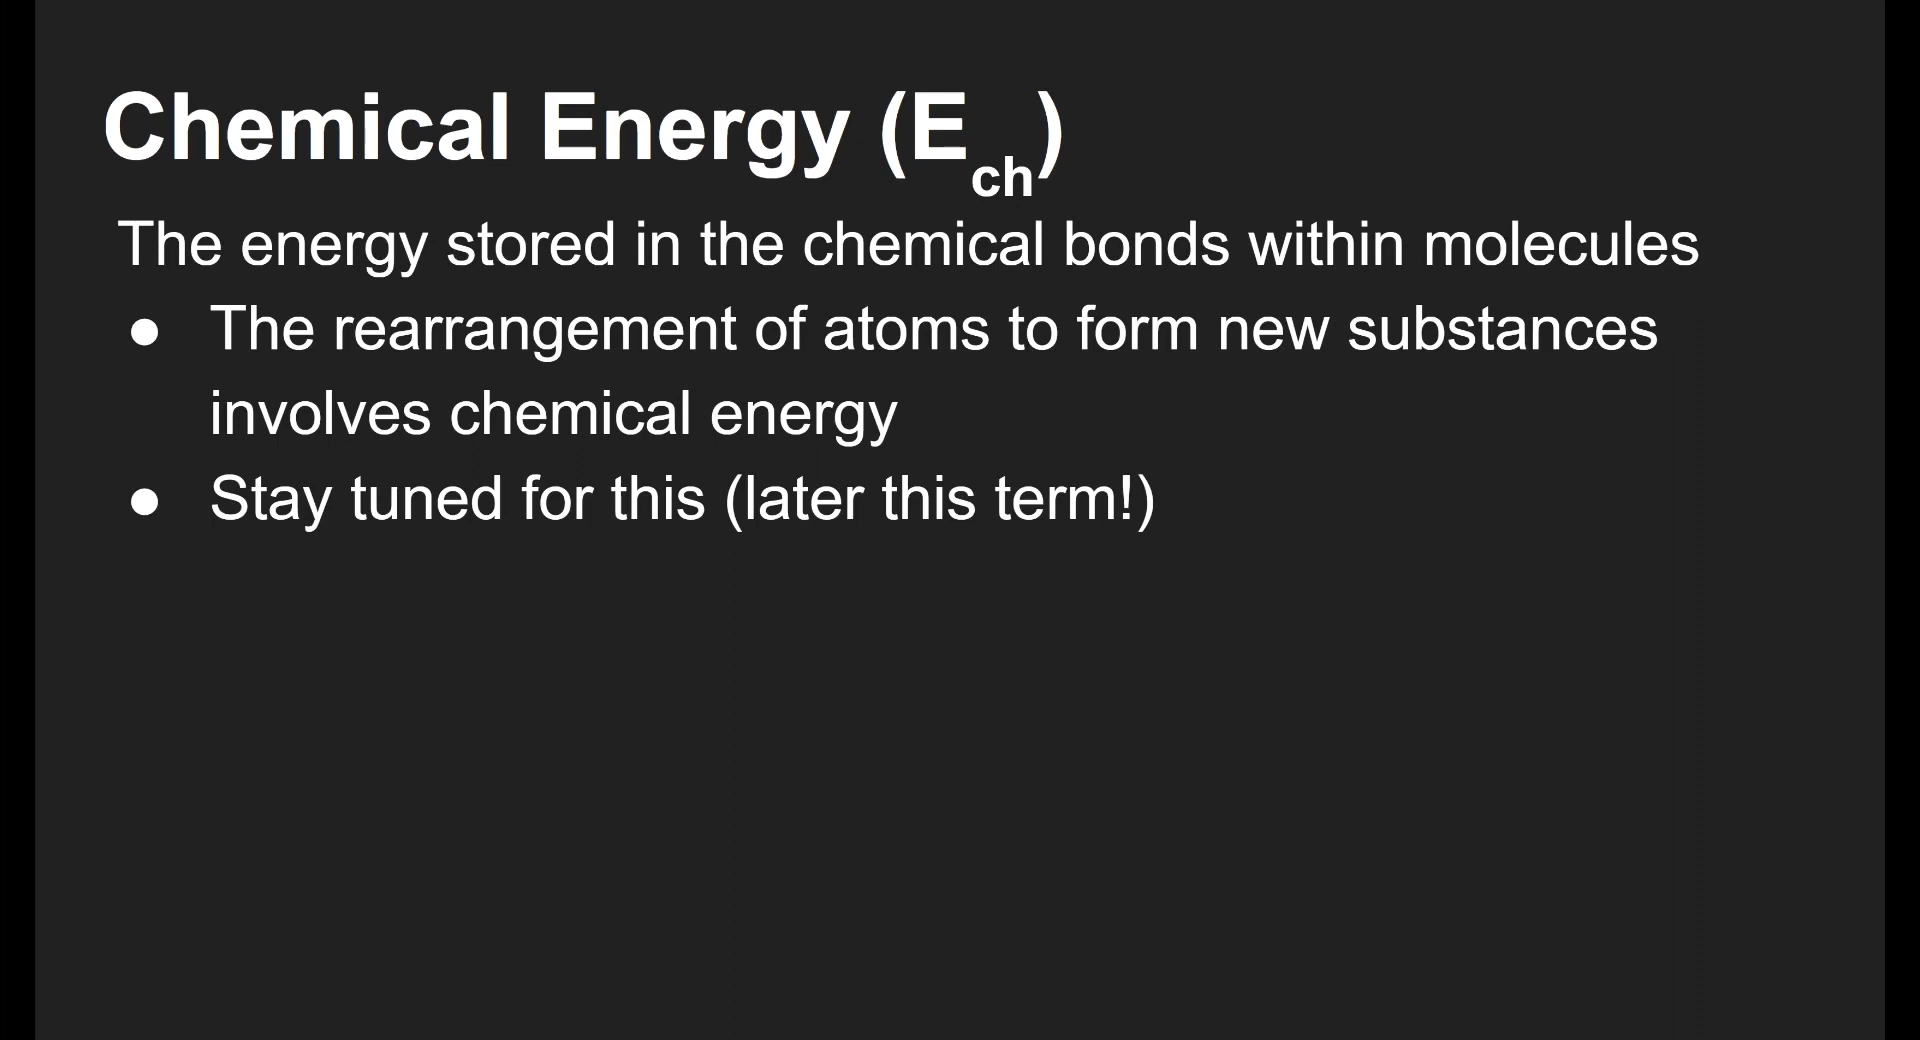 Chemical Energy (Ech)
The energy stored in the chemical bonds within molecules
● The rearrangement of atoms to form new substances
involves chemical energy
● Stay tuned for this (later this term!)